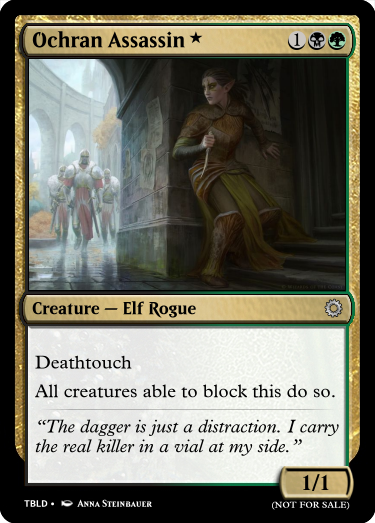 Ochran Assassin ★ 1
Creature — Elf Rogue
Deathtouch
All creatures able to block this do so.
“The dagger is just a distraction. I carry
the real killer in a vial at my side.”
1/1
TBLD • Anna Steinbauer
(NOT FOR SALE)